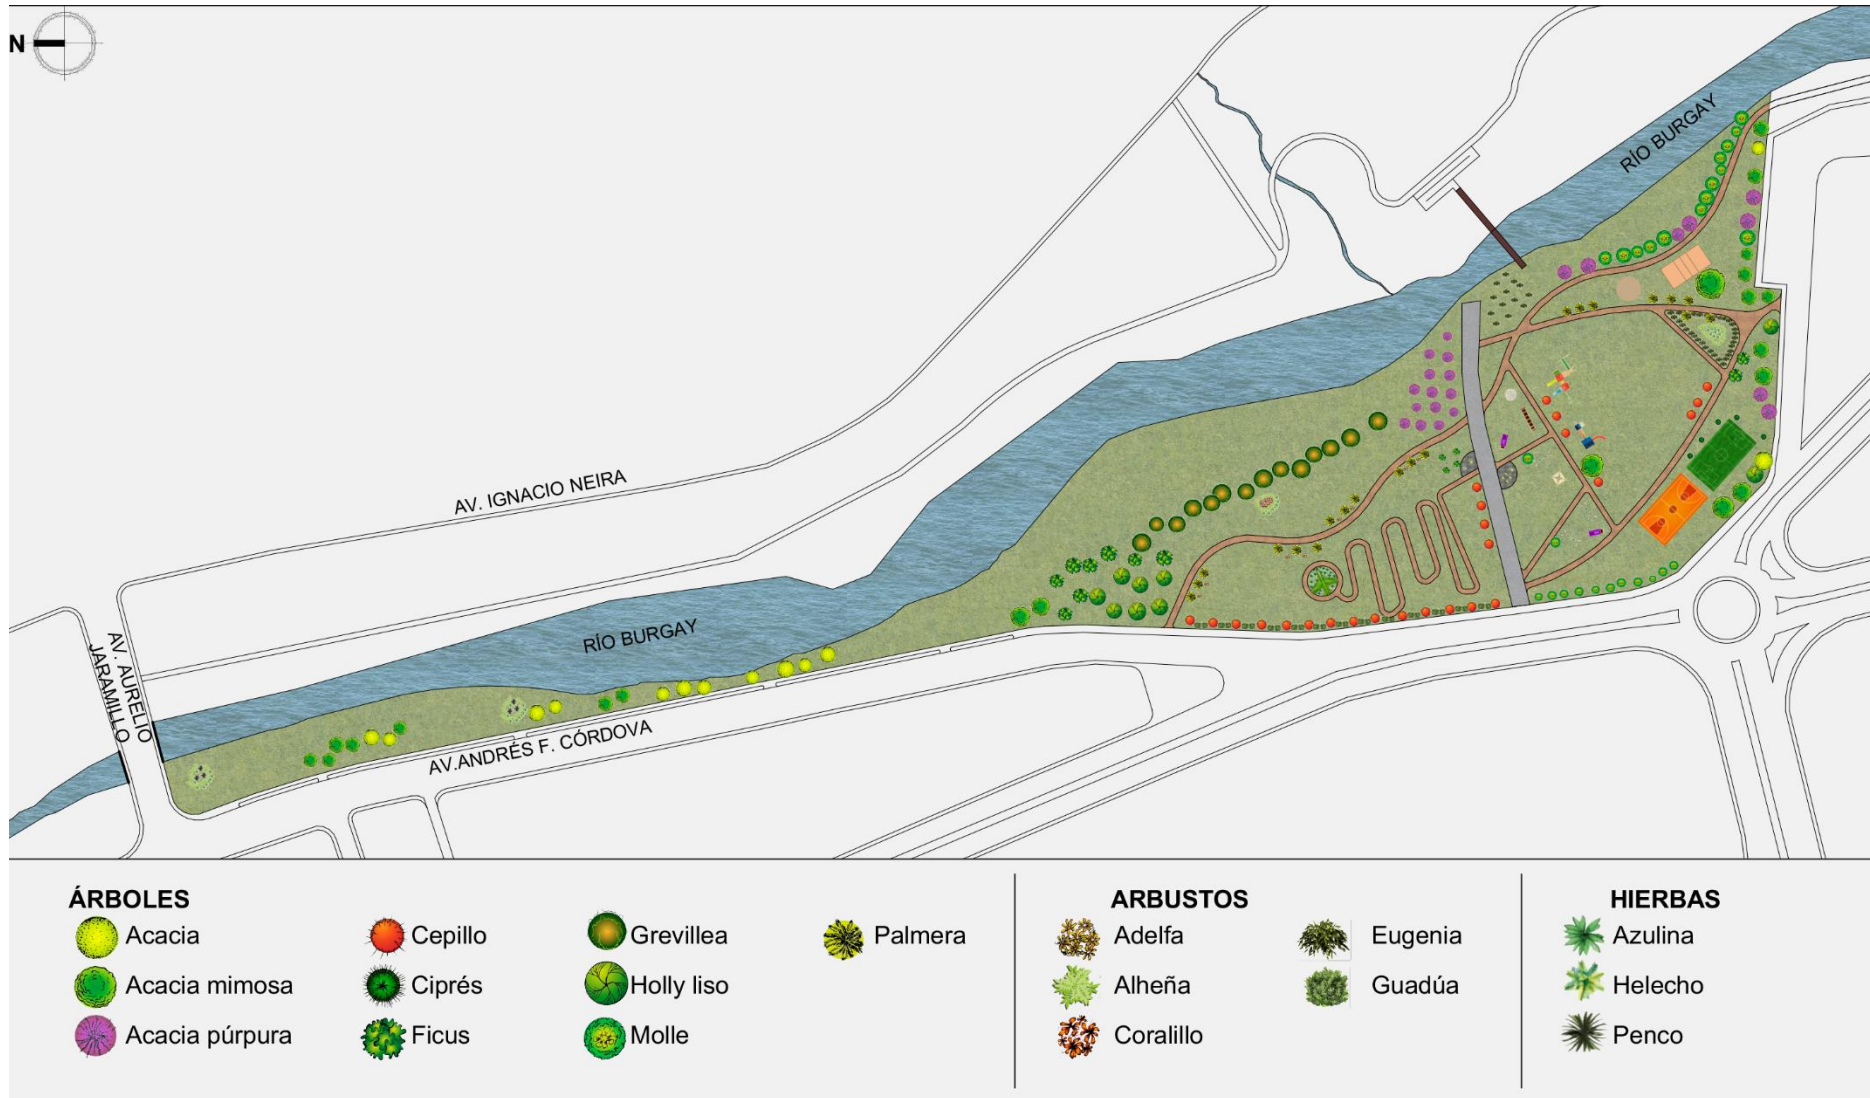 N
RÍO BURGAY
AV. IGNACIO NEIRA
RÍO BURGAY
AV. AURELIO
JARAMILLO
AV.ANDRÉS F. CÓRDOVA
ÁRBOLES
Acacia
Acacia mimosa
Acacia púrpura
Cepillo
Ciprés
Ficus
Grevillea
Holly liso
Molle
Palmera
ARBUSTOS
Adelfa
Alheña
Coralillo
Eugenia
Guadúa
HIERBAS
Azulina
Helecho
Penco